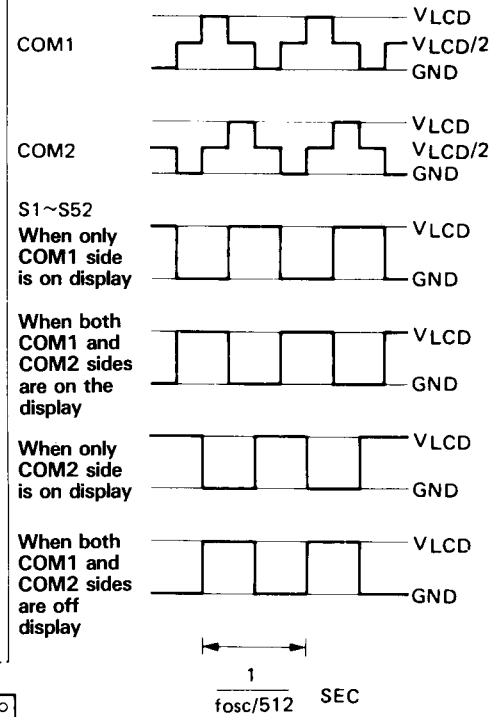 COM1
VLCD
VLCD/2
GND
COM2
VLCD
VLCD/2
GND
S1~S52
When only
COM1 side
is on display
VLCD
GND
When both
COM1 and
COM2 sides
are on the
display
VLCD
GND
When only
COM2 side
is on display
VLCD
GND
When both
COM1 and
COM2 sides
are off
display
VLCD
GND
1
fosc/512 SEC